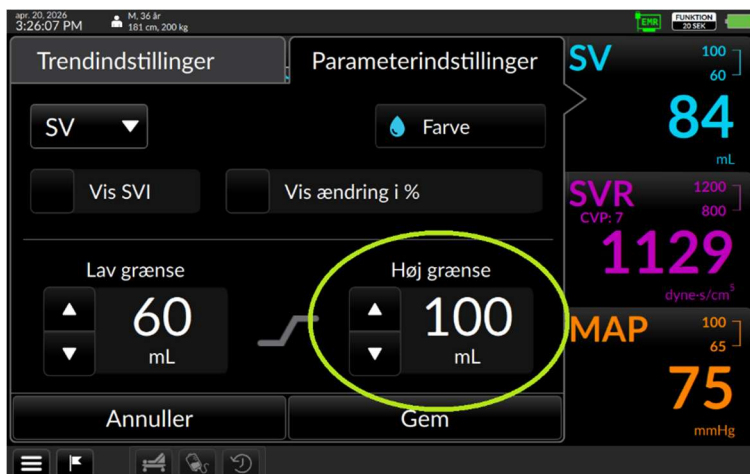 apr. 20, 2026
3:26:07 PM
M, 36 år
181 cm, 200 kg
EMR
FUNKTION
20 SEK
Trendindstillinger
Parameterindstillinger
SV
Farve
Vis SVI
Vis ændring i %
Lav grænse
60
mL
Høj grænse
100
mL
Annuller
Gem
SV
100
60
84
mL
SVR
CVP: 7
1200
800
1129
dyne-s/cm⁵
MAP
100
65
75
mmHg